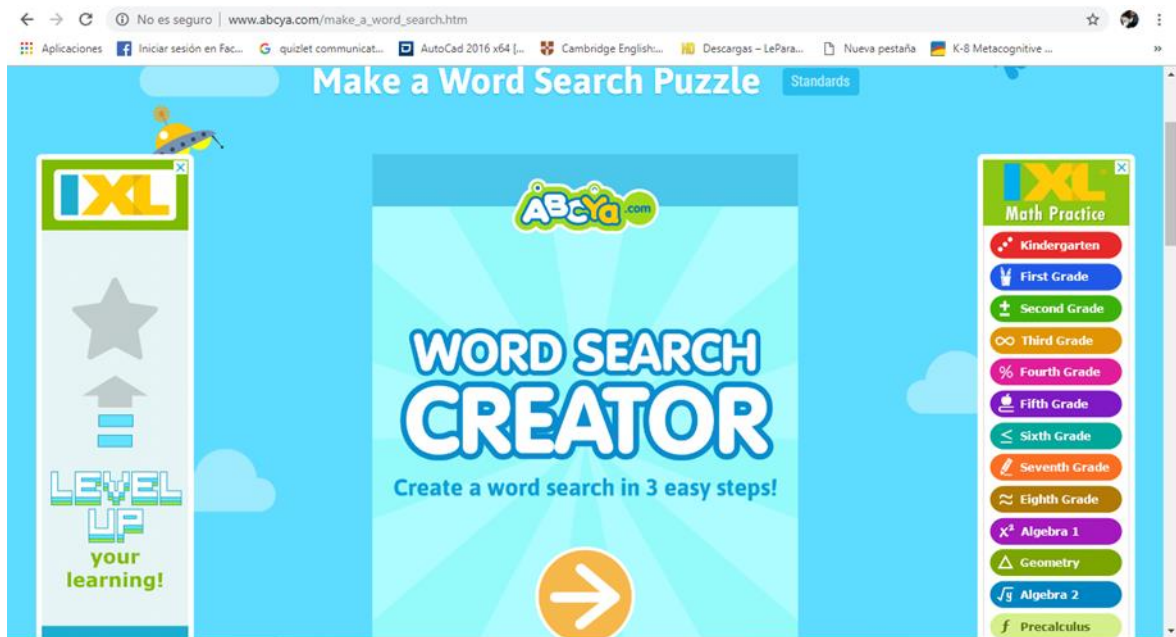 No es seguro | www.abcya.com/make_a_word_search.htm
Aplicaciones Iniciar sesión en Fac... quizlet communicat... AutoCad 2016 x64 [... Cambridge English:... Descargas – LePara... Nueva pestaña K-8 Metacognitive ...
Make a Word Search Puzzle Standards
IXL
LEVEL
UP
your
learning!
ABCYa.com
WORD SEARCH
CREATOR
Create a word search in 3 easy steps!
IXL
Math Practice
Kindergarten
First Grade
Second Grade
Third Grade
% Fourth Grade
Fifth Grade
Sixth Grade
Seventh Grade
Eighth Grade
x² Algebra 1
Geometry
√y Algebra 2
f Precalculus